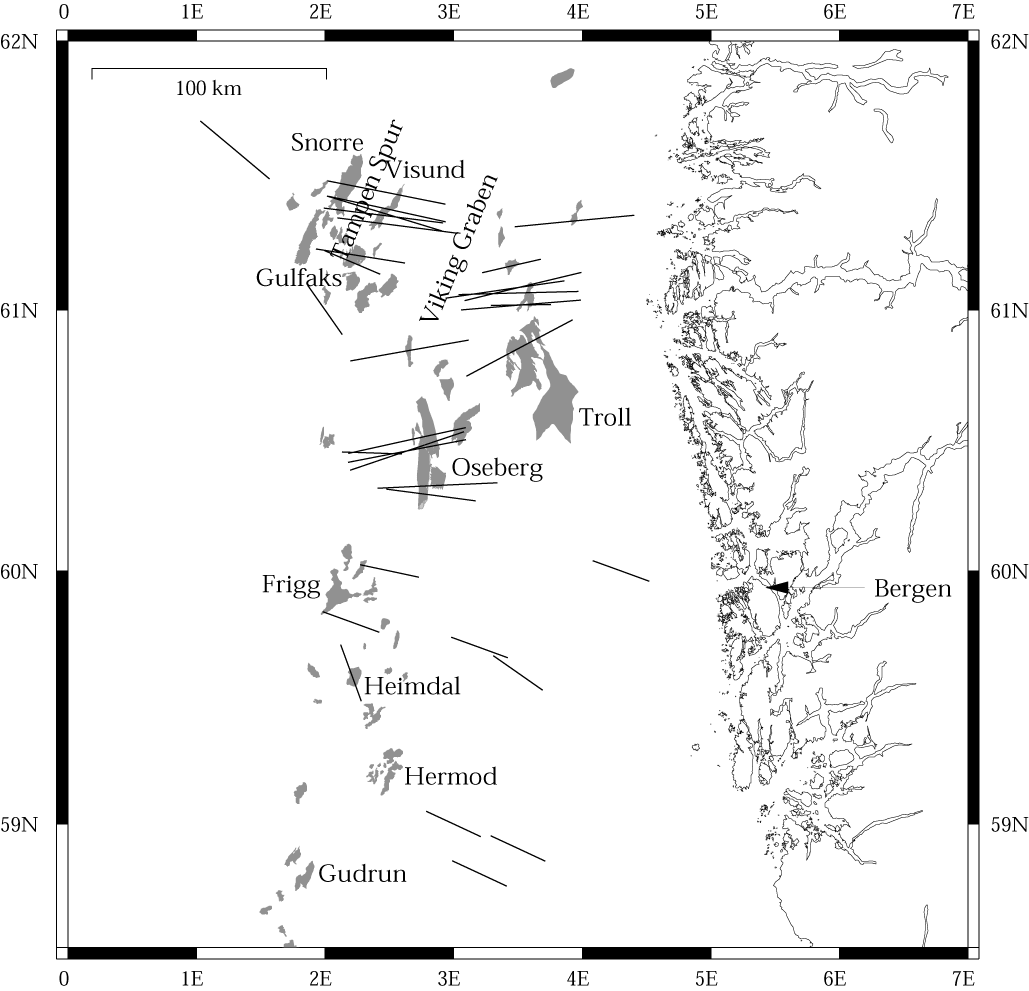 0 1E 2E 3E 4E 5E 6E 7E
62N 62N
100 km
Snorre
Tampen Spur
Visund
Viking Graben
Gulfaks
61N 61N
Troll
Oseberg
60N 60N
Frigg
Bergen
Heimdal
Hermod
59N 59N
Gudrun
0 1E 2E 3E 4E 5E 6E 7E